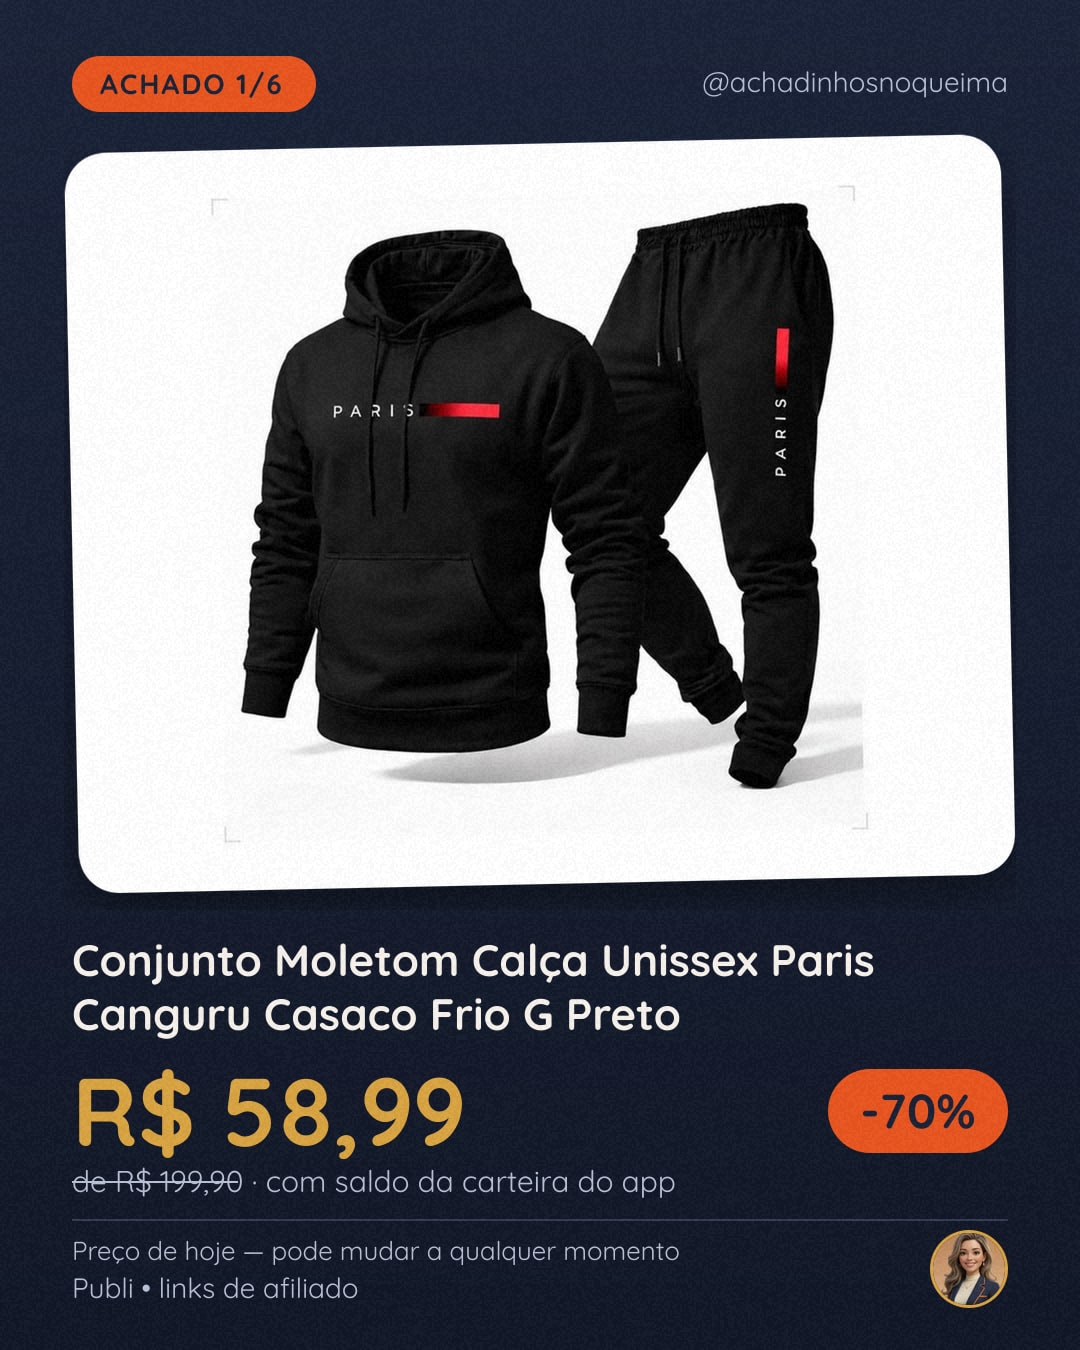 ACHADO 1/6
@achadinhosnoqueima
PARIS
PARIS
Conjunto Moletom Calça Unissex Paris
Canguru Casaco Frio G Preto
R$ 58,99
-70%
de R$ 199,90 · com saldo da carteira do app
Preço de hoje — pode mudar a qualquer momento
Publi • links de afiliado